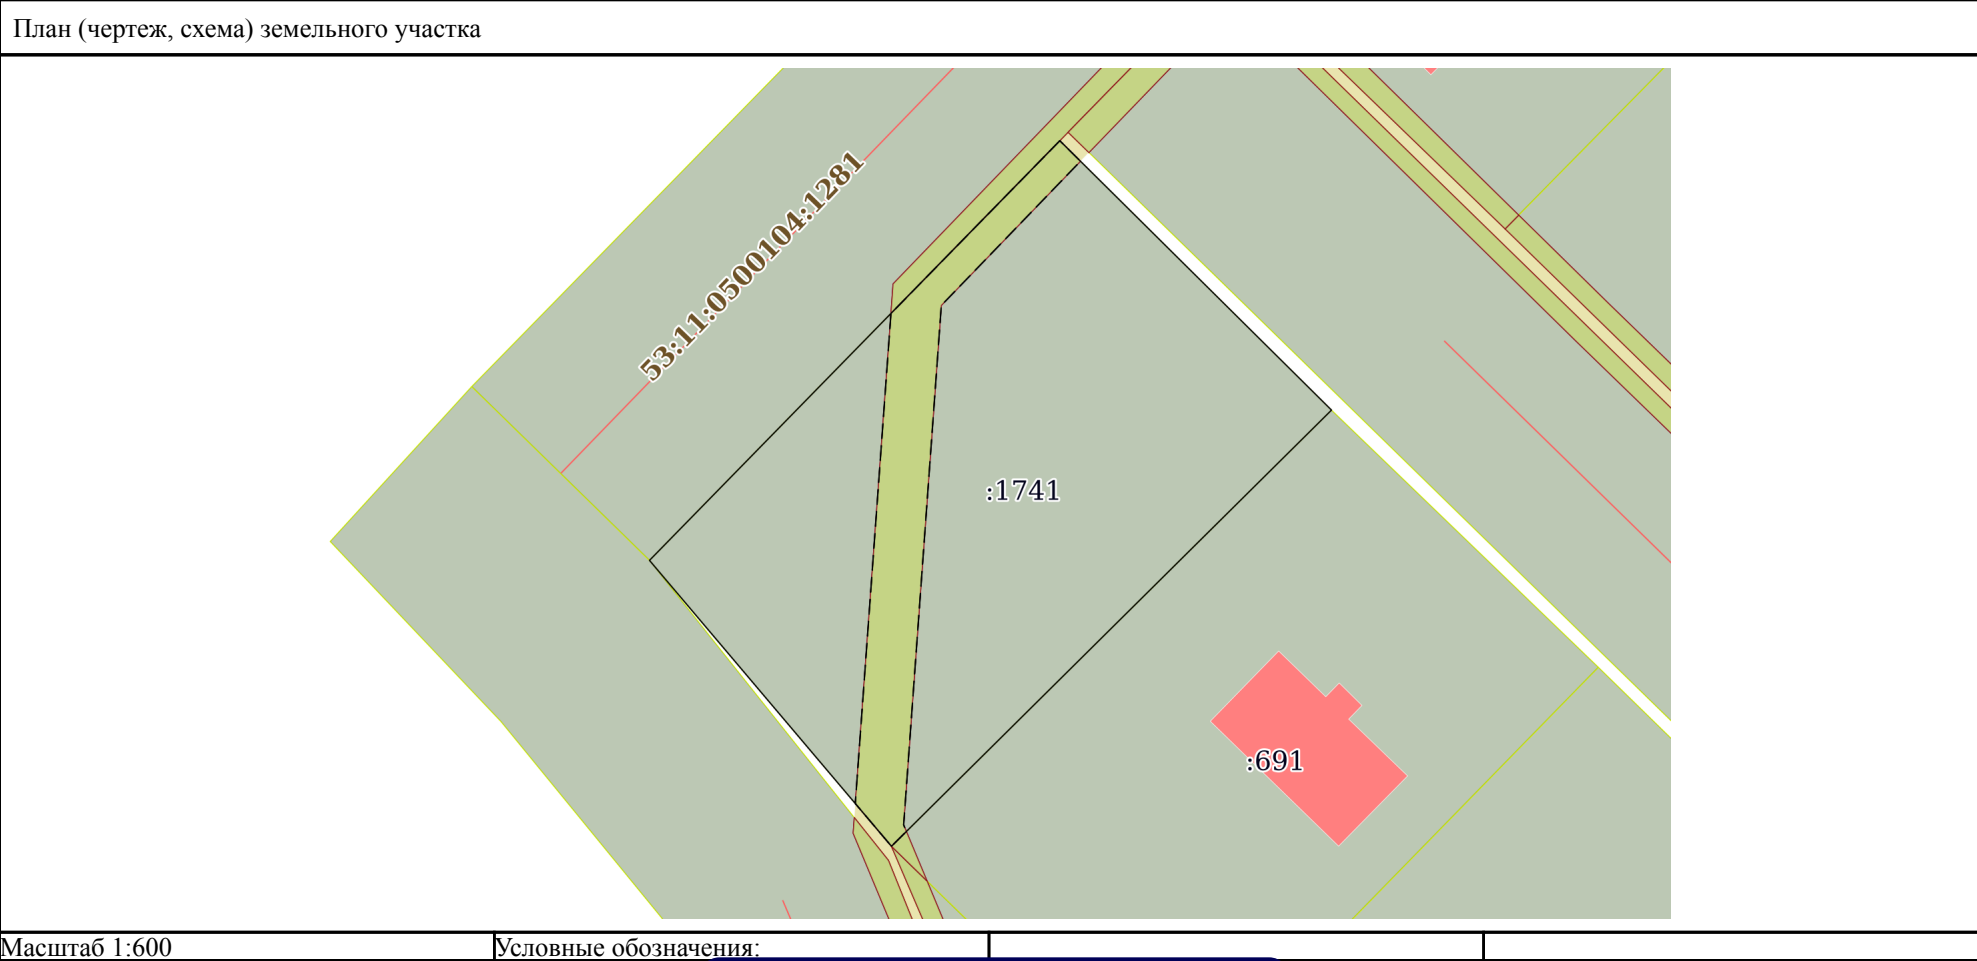 План (чертеж, схема) земельного участка
53:11:0500104:1281
:1741
:691
Масштаб 1:600
Условные обозначения: